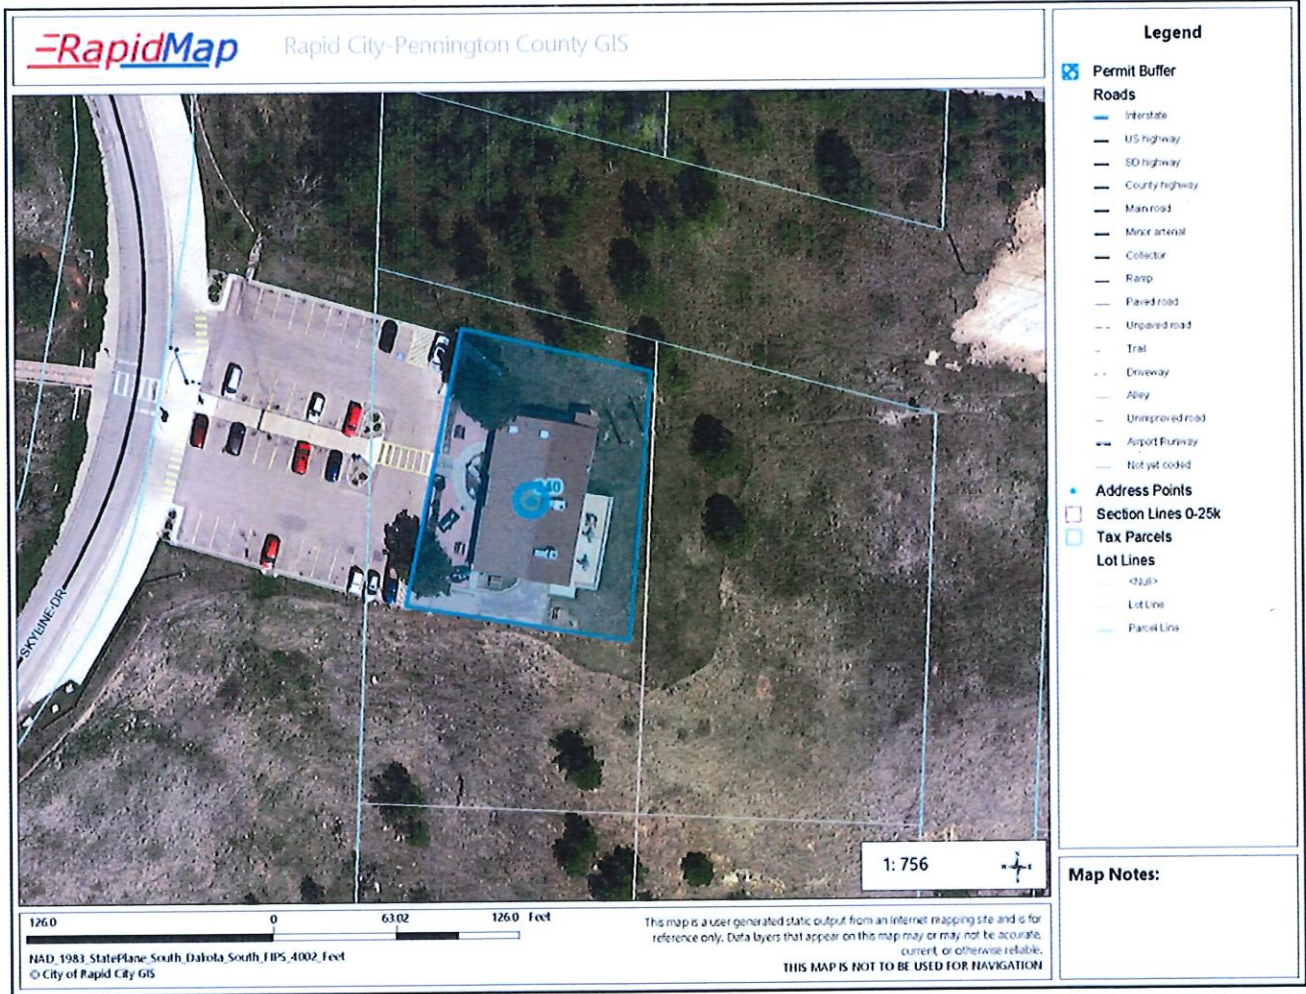 RapidMap
Rapid City-Pennington County GIS
SKYLINE DR
40
1: 756
Legend
Permit Buffer
Roads
Interstate
US highway
SD highway
County highway
Main road
Minor arterial
Collector
Ramp
Paved road
Unpaved road
Trail
Driveway
Alley
Unimproved road
Airport Runway
Not yet coded
Address Points
Section Lines 0-25k
Tax Parcels
Lot Lines
<Null>
Lot Line
Parcel Line
Map Notes:
126.0 0 63.02 126.0 Feet
NAD_1983_StatePlane_South_Dakota_South_FIPS_4002_Feet
© City of Rapid City GIS
This map is a user generated static output from an Internet mapping site and is for
reference only. Data layers that appear on this map may or may not be accurate,
current, or otherwise reliable.
THIS MAP IS NOT TO BE USED FOR NAVIGATION